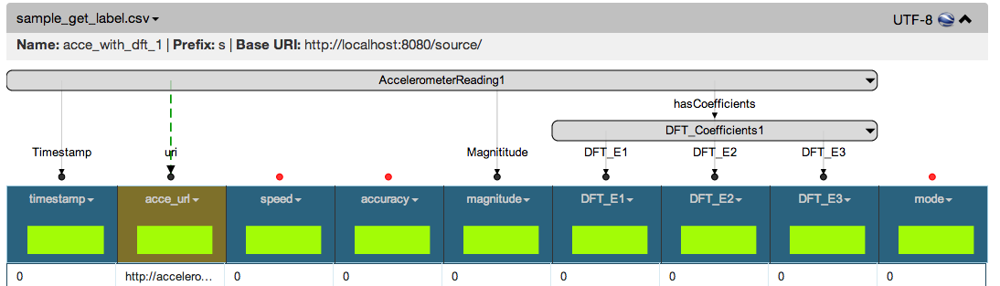 sample_get_label.csv UTF-8
Name: acce_with_dft_1 | Prefix: s | Base URI: http://localhost:8080/source/
AccelerometerReading1
hasCoefficients
DFT_Coefficients1
Timestamp uri Magnititude DFT_E1 DFT_E2 DFT_E3
timestamp acce_url speed accuracy magnitude DFT_E1 DFT_E2 DFT_E3 mode
0 http://accelero... 0 0 0 0 0 0 0